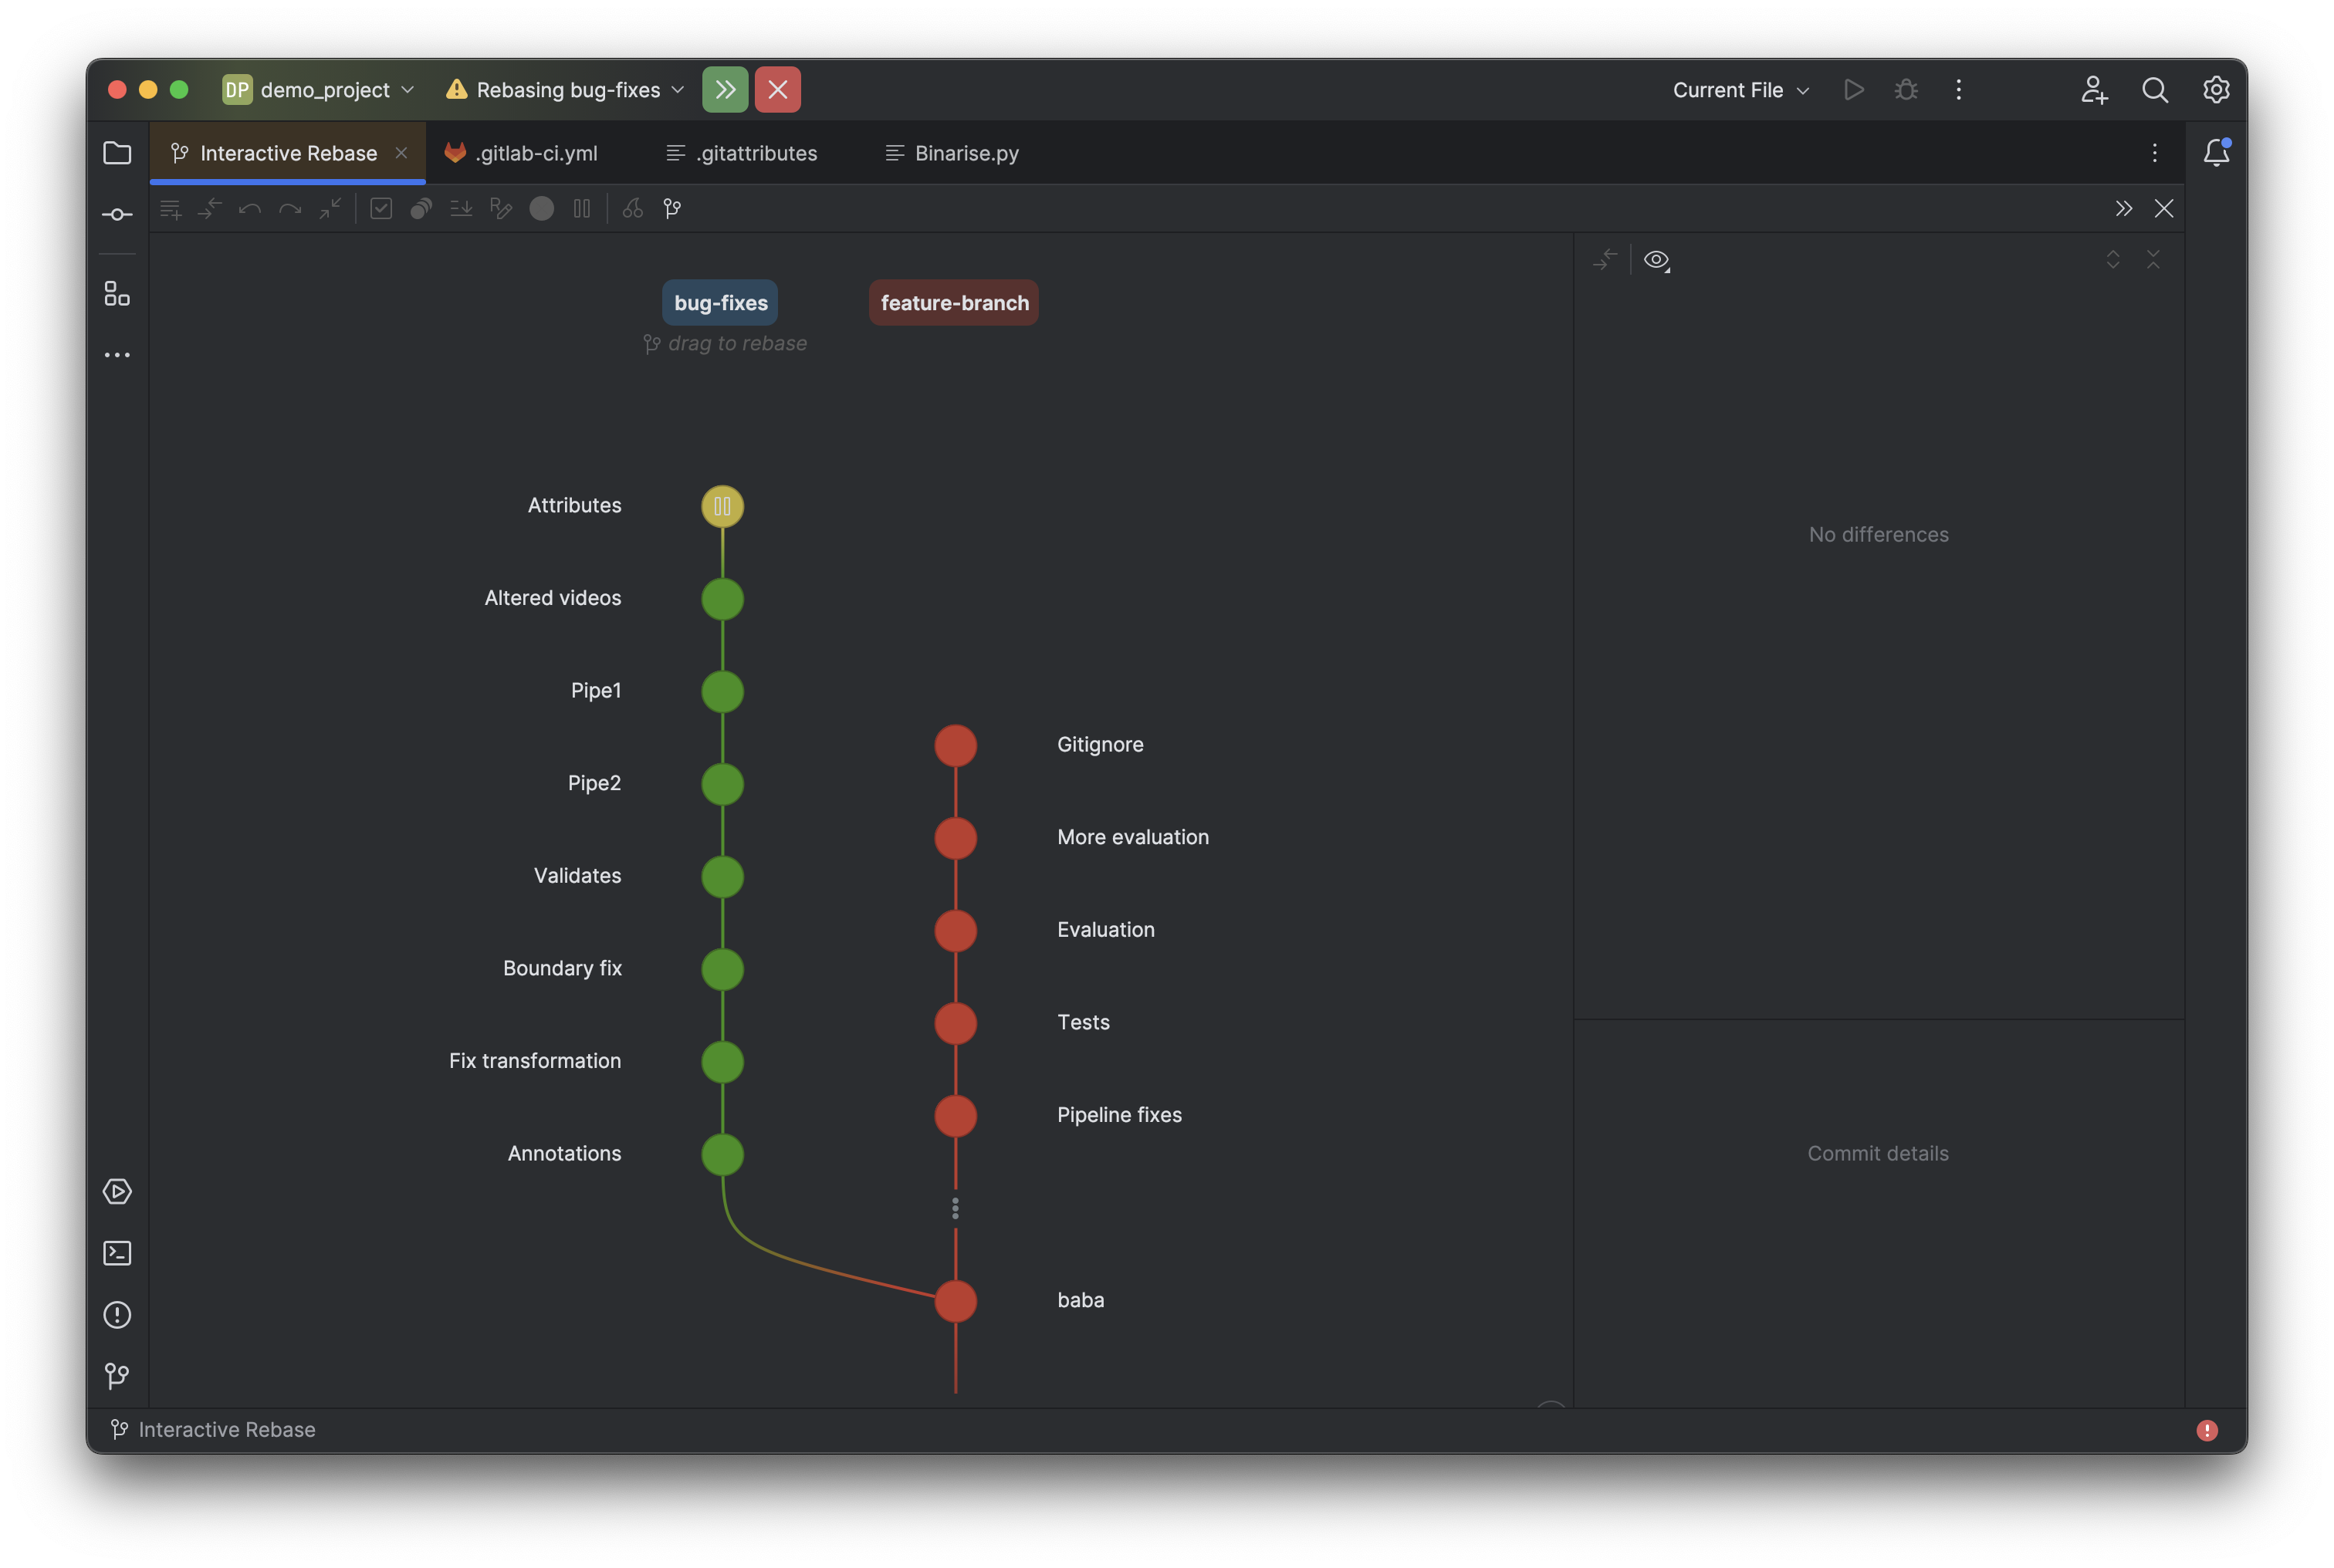 DP demo_project Rebasing bug-fixes Current File
Interactive Rebase .gitlab-ci.yml .gitattributes Binarise.py
bug-fixes feature-branch
drag to rebase
Attributes
No differences
Altered videos
Pipe1
Gitignore
Pipe2
More evaluation
Validates
Evaluation
Boundary fix
Tests
Fix transformation
Pipeline fixes
Annotations
Commit details
baba
Interactive Rebase